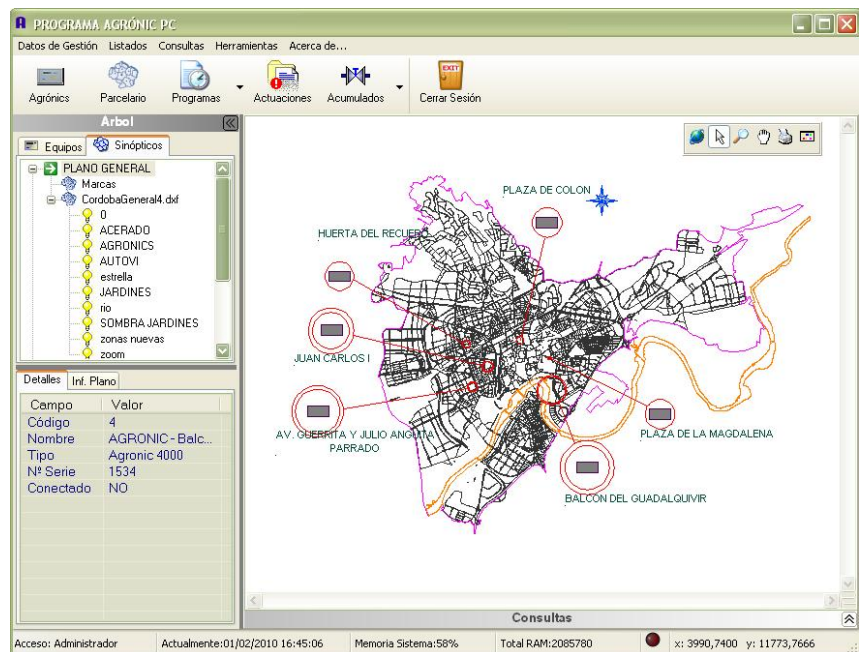 PROGRAMA AGRÓNIC PC
Datos de Gestión Listados Consultas Herramientas Acerca de...
Agrónics Parcelario Programas Actuaciones Acumulados EXIT Cerrar Sesión
Arbol
Equipos Sinópticos
PLANO GENERAL
Marcas
CordobaGeneral4.dxf
0
ACERADO
AGRONICS
AUTOVI
estrella
JARDINES
rio
SOMBRA JARDINES
zonas nuevas
zoom
Detalles Inf. Plano
Campo Valor
Código 4
Nombre AGRONIC - Balc...
Tipo Agronic 4000
Nº Serie 1534
Conectado NO
PLAZA DE COLON
HUERTA DEL RECUERO
JUAN CARLOS I
AV. GUERRITA Y JULIO ANGUITA
PARRADO
PLAZA DE LA MAGDALENA
BALCON DEL GUADALQUIVIR
Consultas
Acceso: Administrador Actualmente:01/02/2010 16:45:06 Memoria Sistema:58% Total RAM:2085780 x: 3990,7400 y: 11773,7666